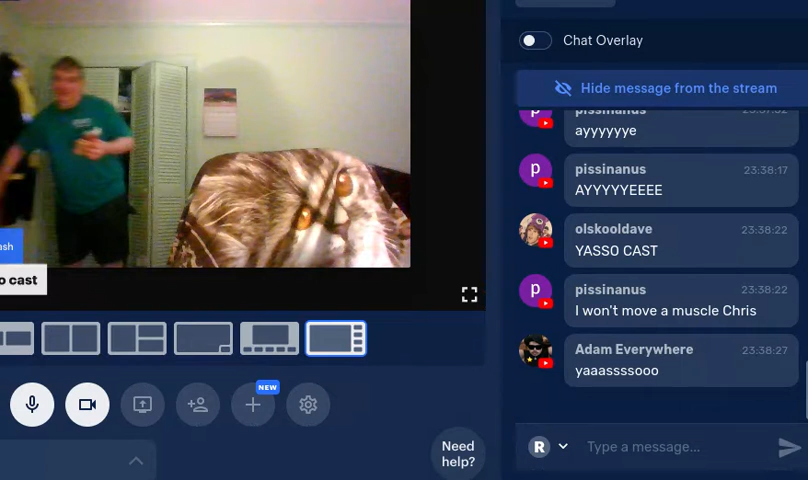 Chat Overlay
Hide message from the stream
pissinanus
ayyyyyye
pissinanus 23:38:17
AYYYYYEEEE
olskooldave 23:38:22
YASSO CAST
pissinanus 23:38:22
I won't move a muscle Chris
Adam Everywhere 23:38:27
yaaassssooo
ash
o cast
NEW
Need
help?
R
Type a message...
p
p
p